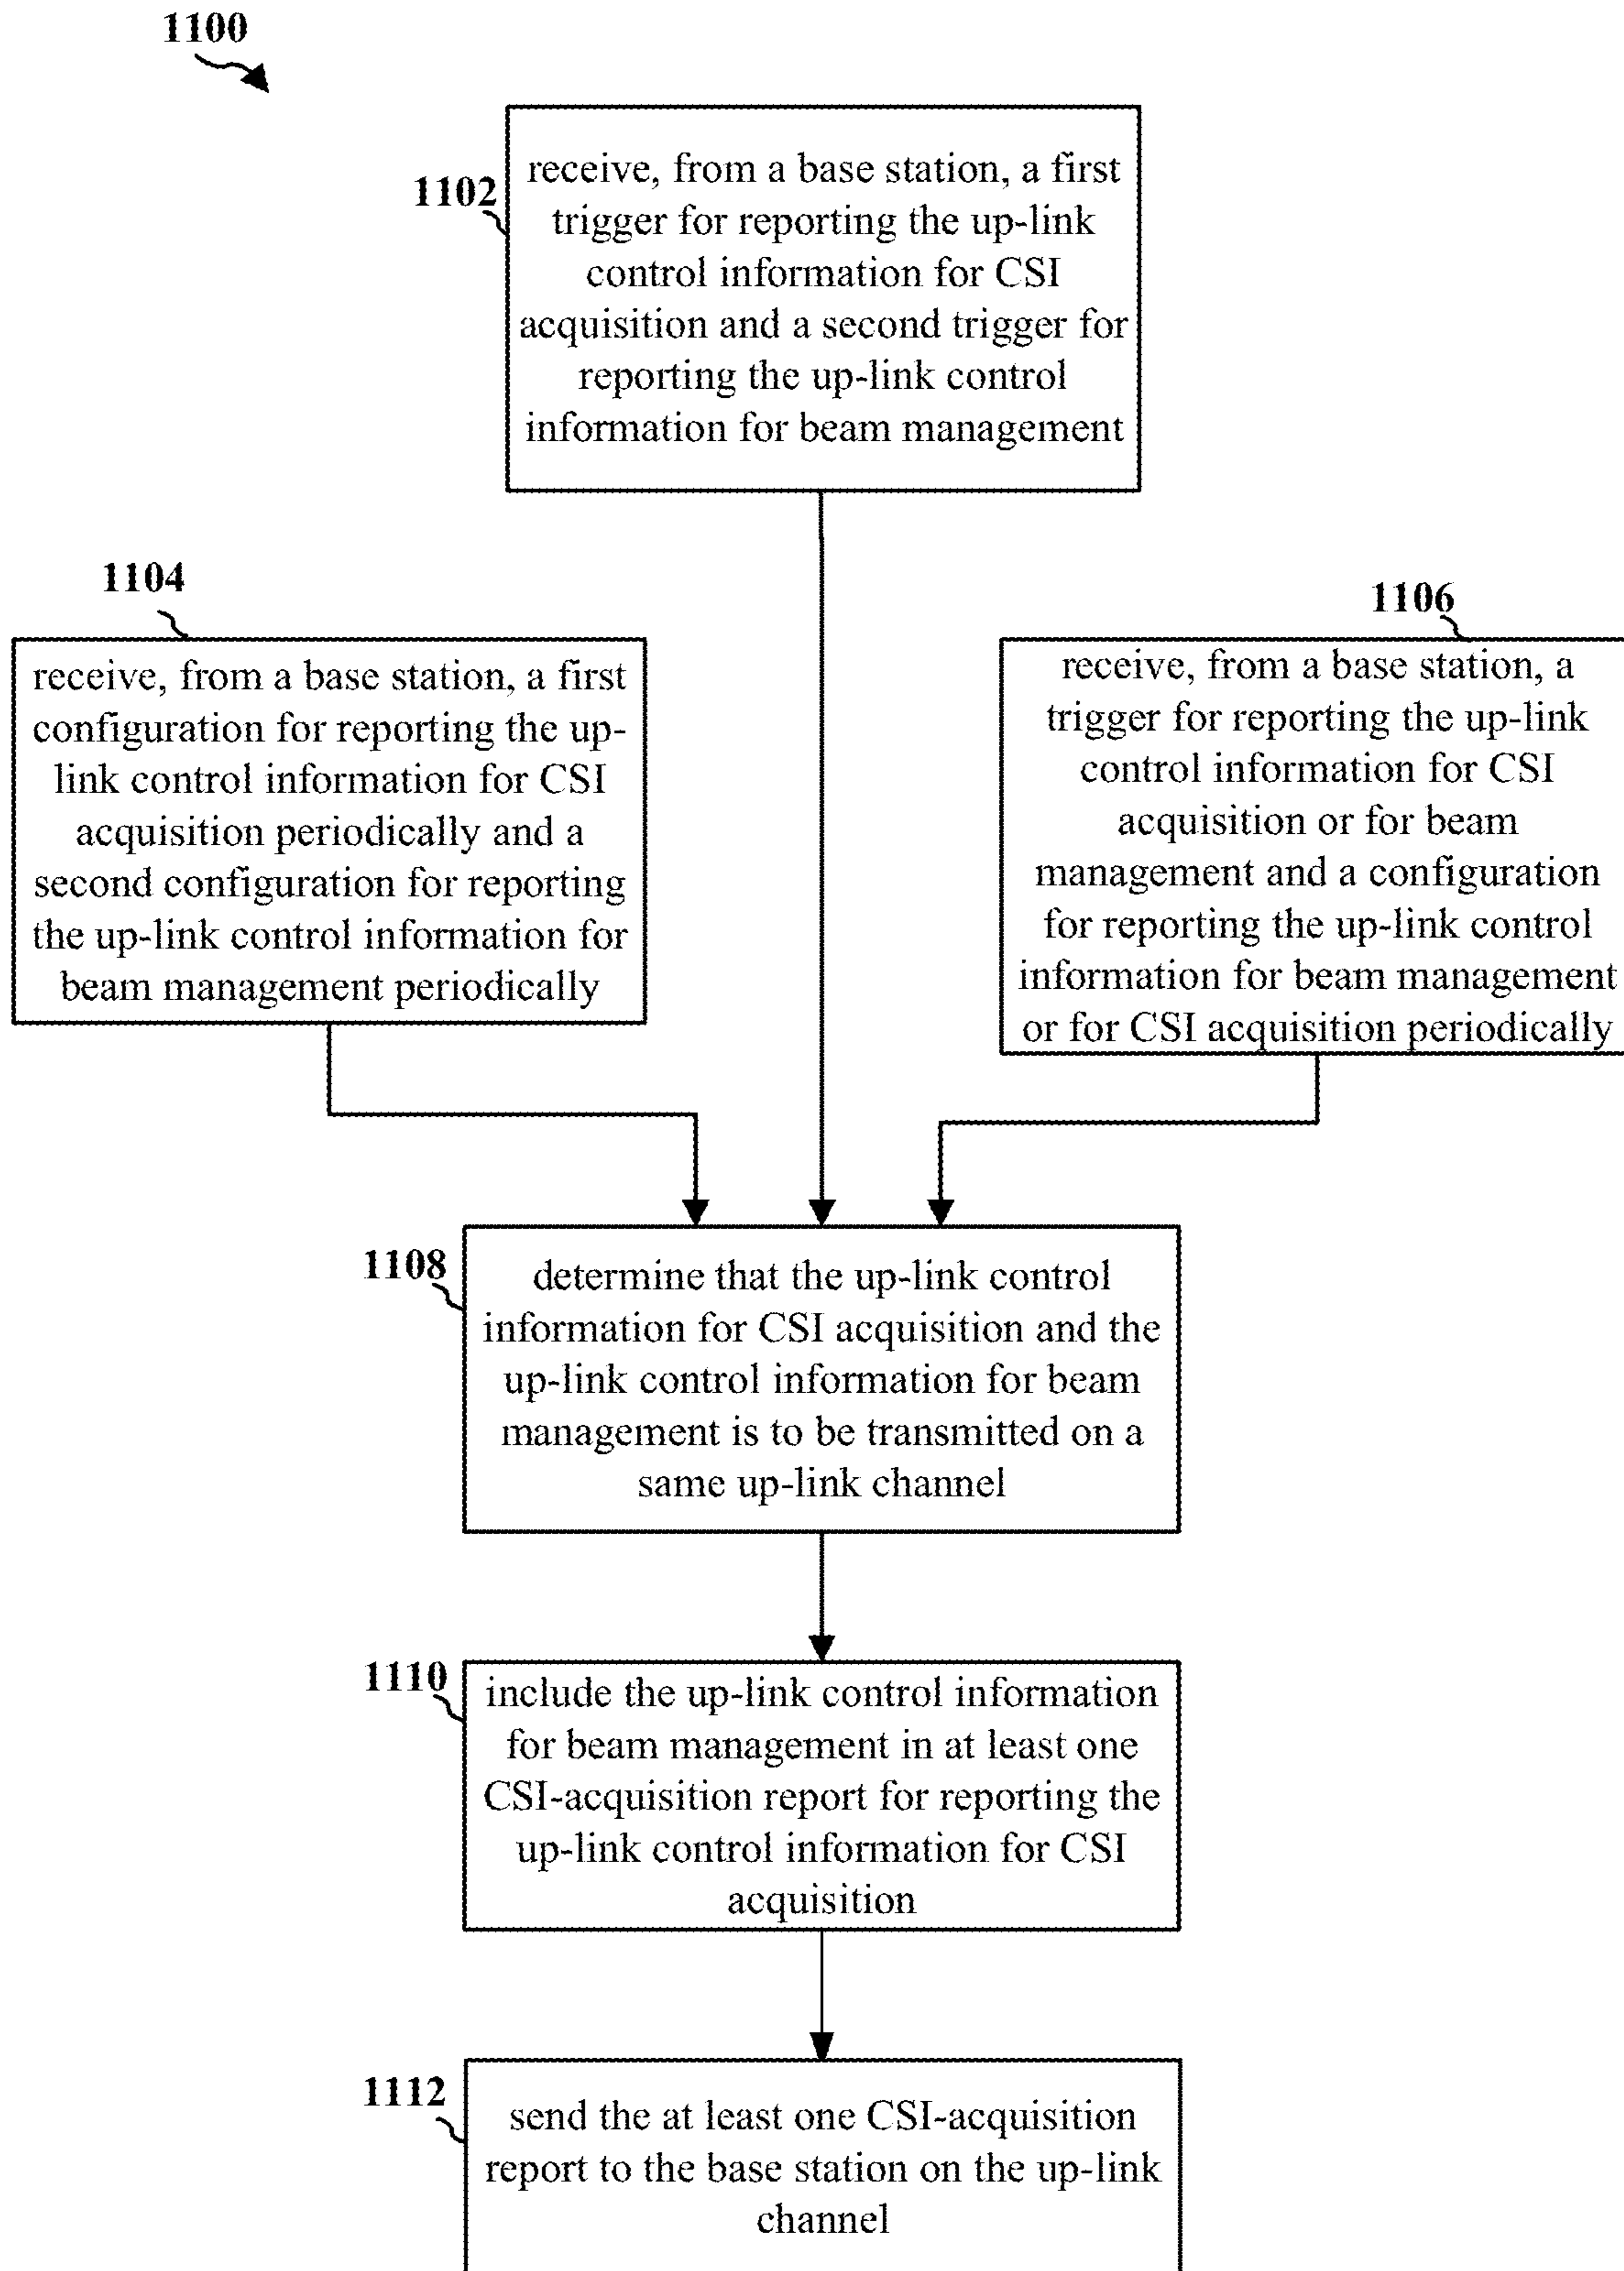 1100
1102
receive, from a base station, a first
trigger for reporting the up-link
control information for CSI
acquisition and a second trigger for
reporting the up-link control
information for beam management
1104
receive, from a base station, a first
configuration for reporting the up-
link control information for CSI
acquisition periodically and a
second configuration for reporting
the up-link control information for
beam management periodically
1106
receive, from a base station, a
trigger for reporting the up-link
control information for CSI
acquisition or for beam
management and a configuration
for reporting the up-link control
information for beam management
or for CSI acquisition periodically
1108
determine that the up-link control
information for CSI acquisition and the
up-link control information for beam
management is to be transmitted on a
same up-link channel
1110
include the up-link control information
for beam management in at least one
CSI-acquisition report for reporting the
up-link control information for CSI
acquisition
1112
send the at least one CSI-acquisition
report to the base station on the up-link
channel